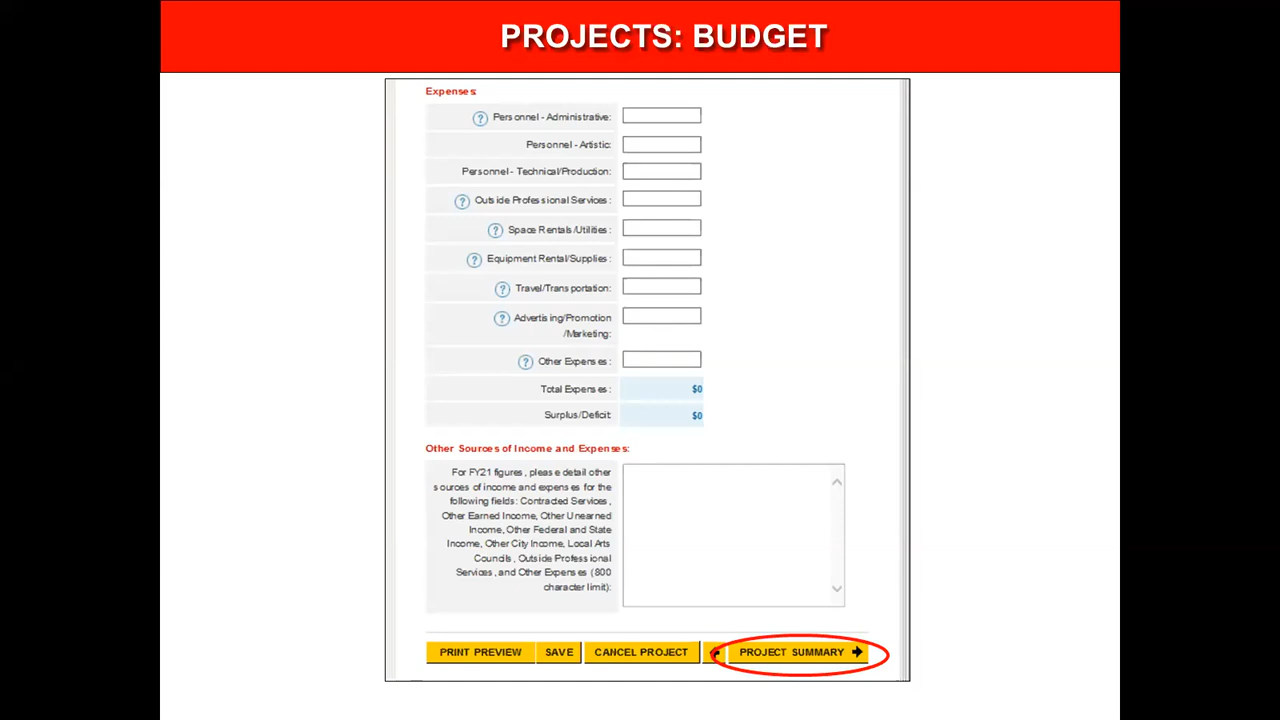 PROJECTS: BUDGET
Expenses:
? Personnel - Administrative:
Personnel - Artistic:
Personnel - Technical/Production:
? Outside Professional Services:
? Space Rentals/Utilities:
? Equipment Rental/Supplies:
? Travel/Transportation:
? Advertising/Promotion
/Marketing:
? Other Expenses:
Total Expenses: $0
Surplus/Deficit: $0
Other Sources of Income and Expenses:
For FY21 figures, please detail other
sources of income and expenses for the
following fields: Contracted Services,
Other Earned Income, Other Unearned
Income, Other Federal and State
Income, Other City Income, Local Arts
Councils, Outside Professional
Services, and Other Expenses (800
character limit):
PRINT PREVIEW SAVE CANCEL PROJECT PROJECT SUMMARY